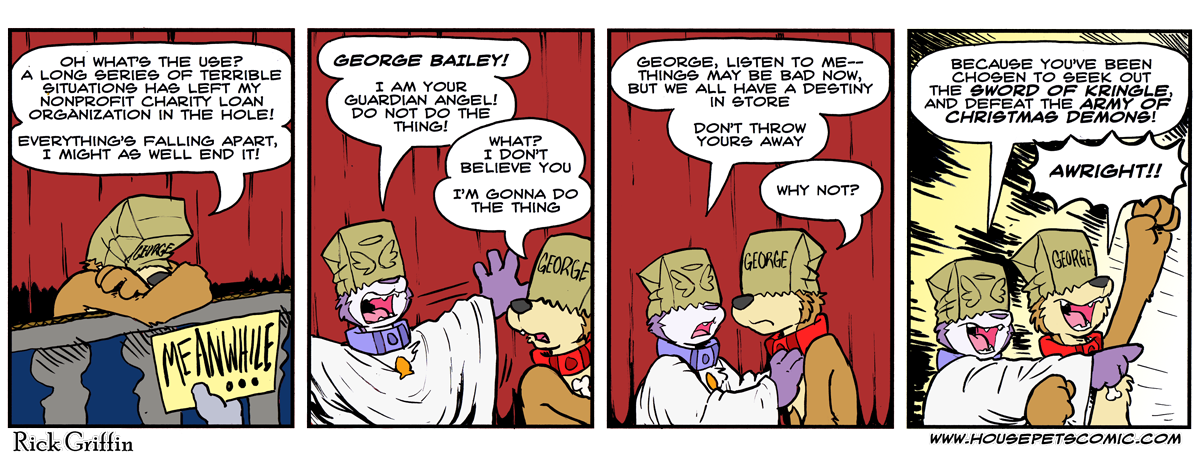 OH WHAT'S THE USE?
A LONG SERIES OF TERRIBLE
SITUATIONS HAS LEFT MY
NONPROFIT CHARITY LOAN
ORGANIZATION IN THE HOLE!
EVERYTHING'S FALLING APART,
I MIGHT AS WELL END IT!
GEORGE
MEANWHILE
...
GEORGE BAILEY!
I AM YOUR
GUARDIAN ANGEL!
DO NOT DO THE
THING!
WHAT?
I DON'T
BELIEVE YOU
I'M GONNA DO
THE THING
GEORGE
GEORGE, LISTEN TO ME--
THINGS MAY BE BAD NOW,
BUT WE ALL HAVE A DESTINY
IN STORE
DON'T THROW
YOURS AWAY
WHY NOT?
GEORGE
BECAUSE YOU'VE BEEN
CHOSEN TO SEEK OUT
THE SWORD OF KRINGLE,
AND DEFEAT THE ARMY OF
CHRISTMAS DEMONS!
AWRIGHT!!
GEORGE
Rick Griffin
WWW.HOUSEPETSCOMIC.COM